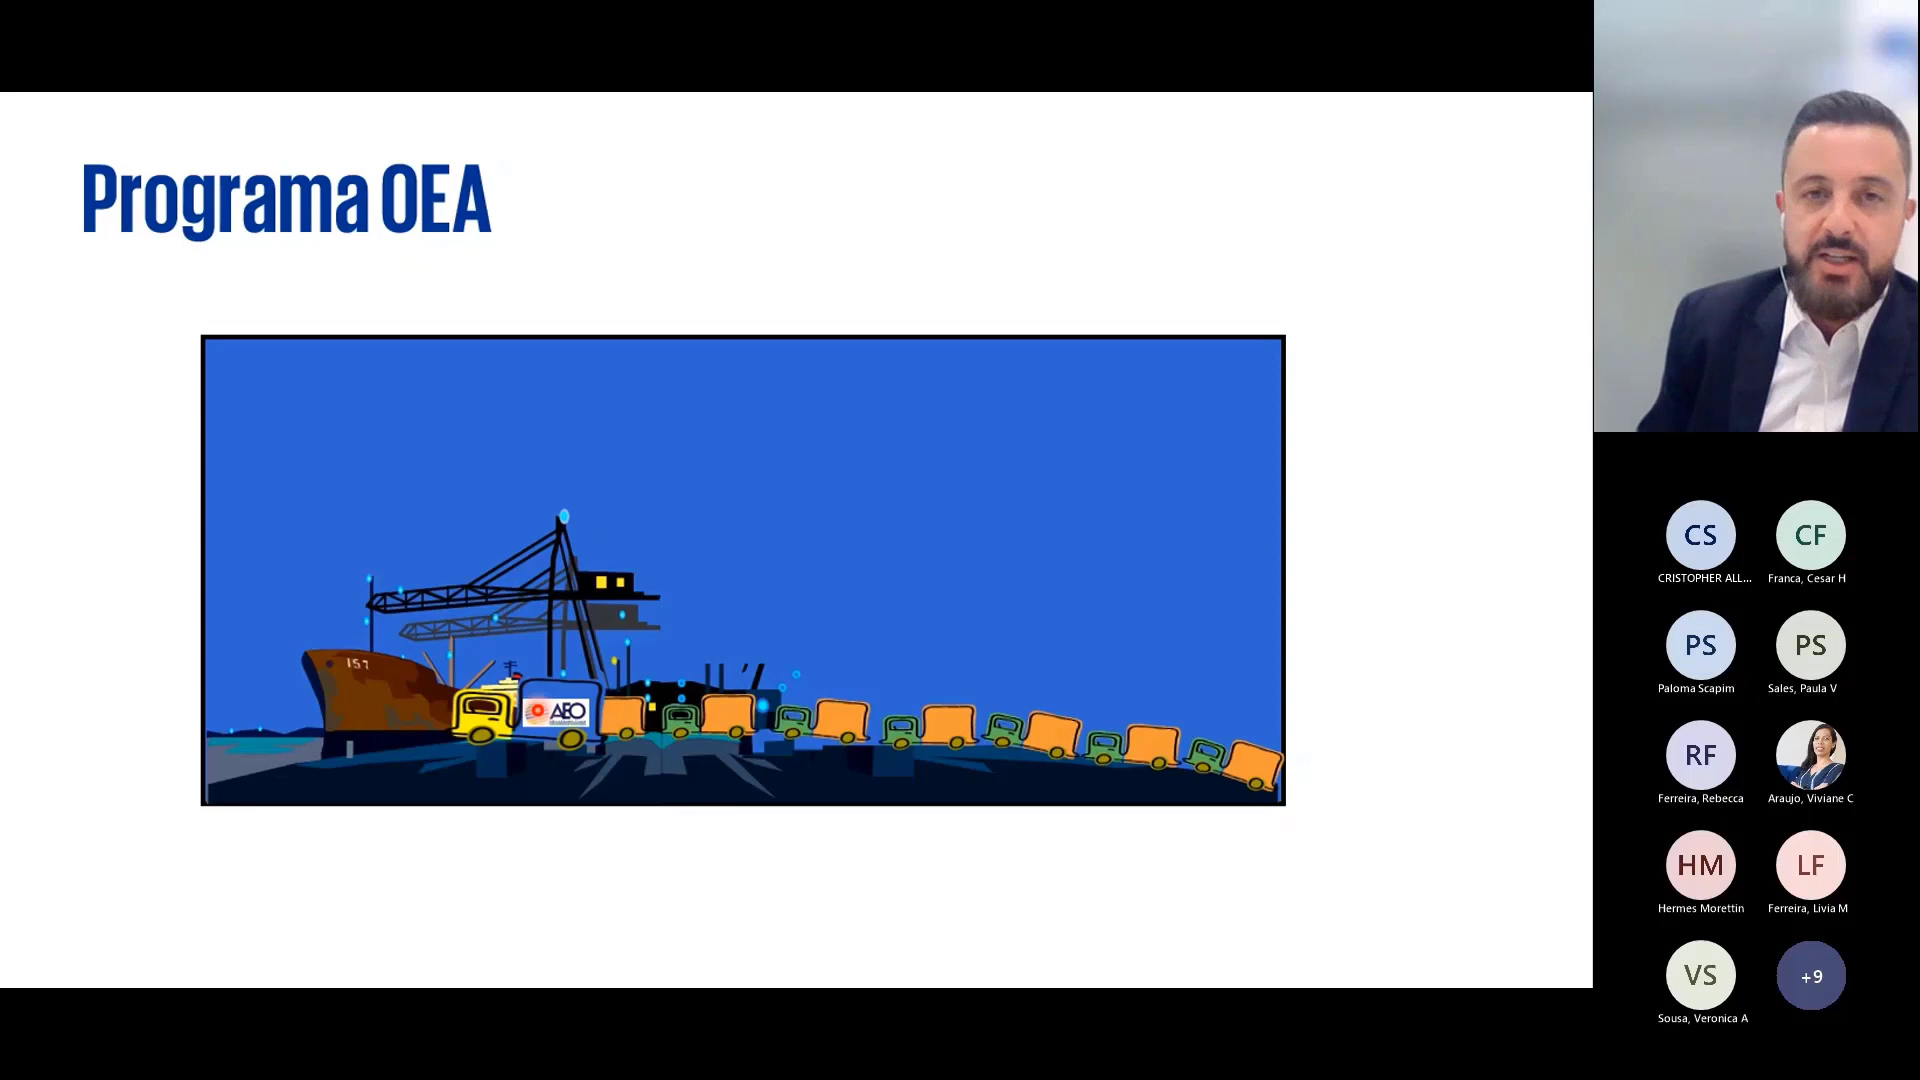 Programa OEA
AEO
CS
CF
CRISTOPHER ALL...
Franca, Cesar H
PS
PS
Paloma Scapim
Sales, Paula V
RF
Ferreira, Rebecca
Araujo, Viviane C
HM
LF
Hermes Morettin
Ferreira, Livia M
VS
+9
Sousa, Veronica A